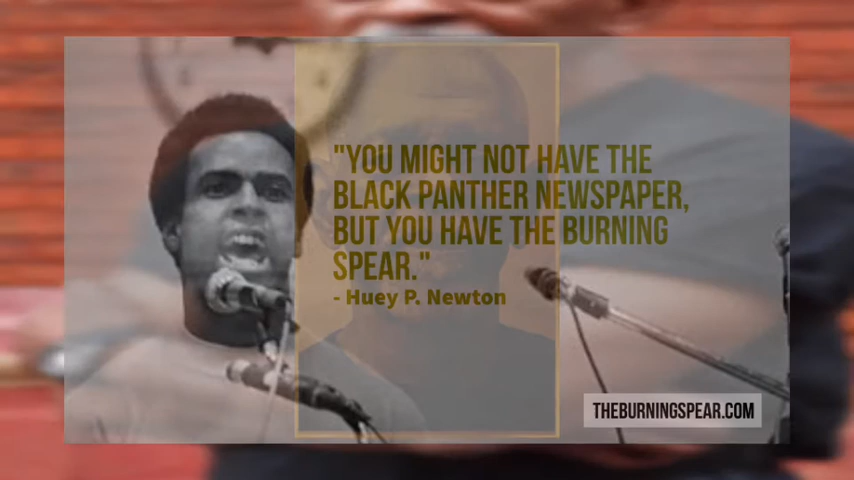 "YOU MIGHT NOT HAVE THE
BLACK PANTHER NEWSPAPER,
BUT YOU HAVE THE BURNING
SPEAR."
- Huey P. Newton
THEBURNINGSPEAR.COM